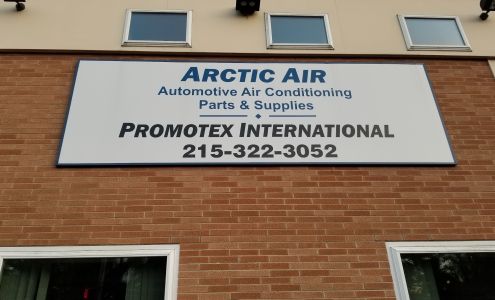 ARCTIC AIR
Automotive Air Conditioning
Parts & Supplies
PROMOTEX INTERNATIONAL
215-322-3052